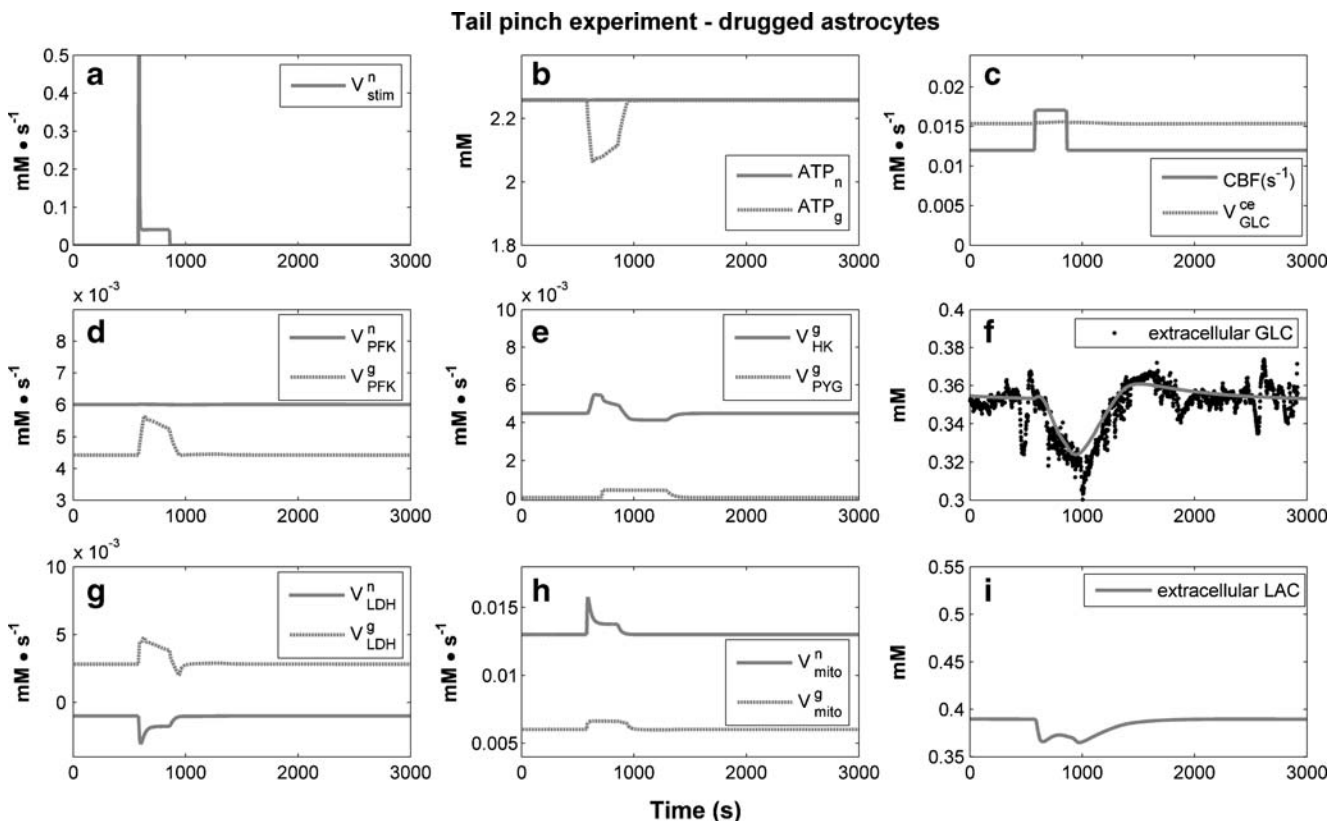 Tail pinch experiment - drugged astrocytes
a
0.5
0.4
0.3
0.2
0.1
0
mM • s⁻¹
V^n_stim
0 1000 2000 3000
b
2.2
2
1.8
mM
ATP_n
ATP_g
0 1000 2000 3000
c
0.02
0.015
0.01
0.005
0
mM • s⁻¹
CBF(s⁻¹)
V^ce_GLC
0 1000 2000 3000
x 10⁻³
d
9
8
7
6
5
4
3
mM • s⁻¹
V^n_PFK
V^g_PFK
0 1000 2000 3000
x 10⁻³
e
10
8
6
4
2
0
mM • s⁻¹
V^g_HK
V^g_PYG
0 1000 2000 3000
f
0.4
0.38
0.36
0.34
0.32
0.3
mM
extracellular GLC
0 1000 2000 3000
x 10⁻³
g
10
5
0
mM • s⁻¹
V^n_LDH
V^g_LDH
0 1000 2000 3000
h
0.015
0.01
0.005
mM • s⁻¹
V^n_mito
V^g_mito
0 1000 2000 3000
i
0.55
0.5
0.45
0.4
0.35
mM
extracellular LAC
0 1000 2000 3000
Time (s)